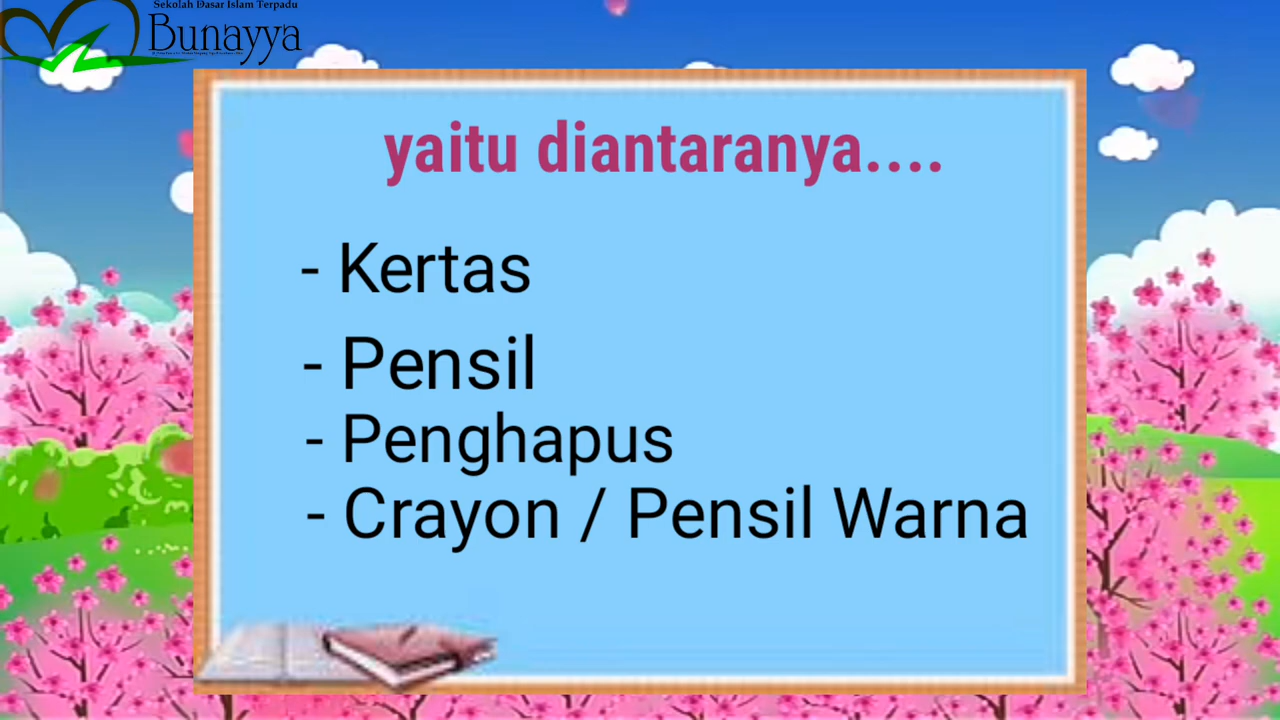 Sekolah Dasar Islam Terpadu
Bunayya
yaitu diantaranya....
- Kertas
- Pensil
- Penghapus
- Crayon / Pensil Warna